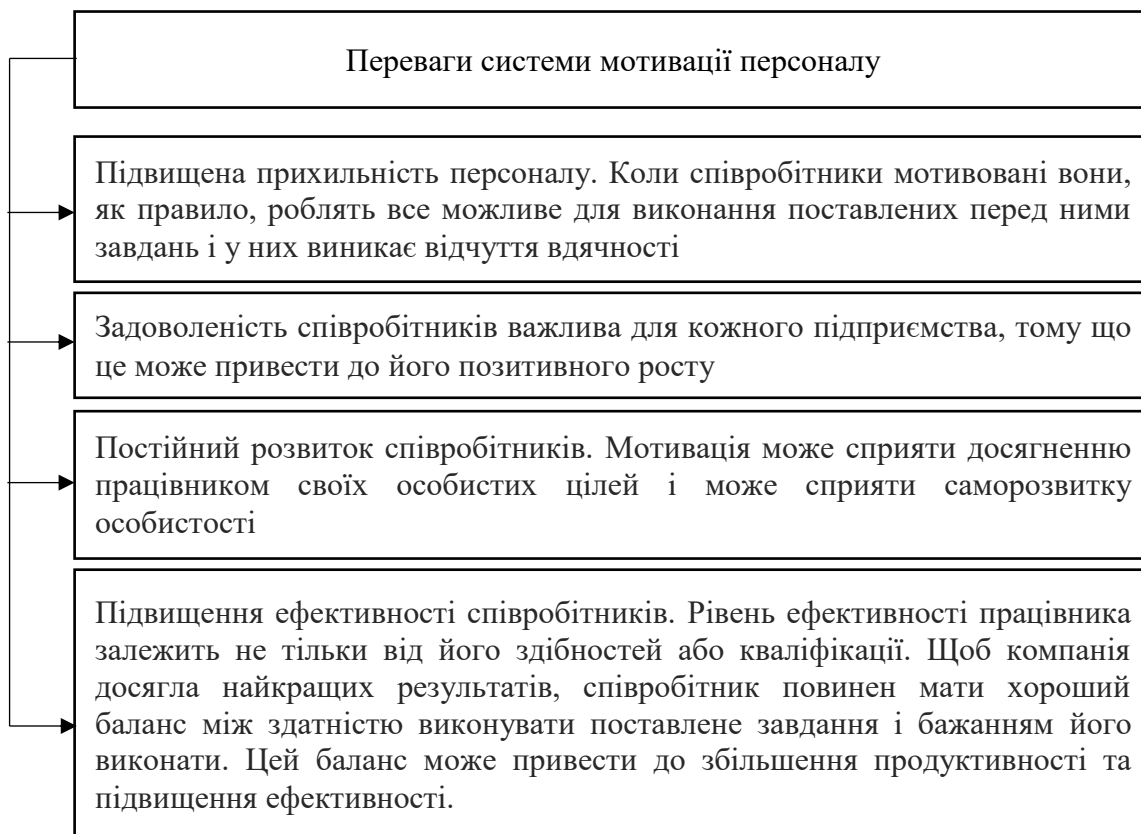 Переваги системи мотивації персоналу
Підвищена прихильність персоналу. Коли співробітники мотивовані вони,
як правило, роблять все можливе для виконання поставлених перед ними
завдань і у них виникає відчуття вдячності
Задоволеність співробітників важлива для кожного підприємства, тому що
це може привести до його позитивного росту
Постійний розвиток співробітників. Мотивація може сприяти досягненню
працівником своїх особистих цілей і може сприяти саморозвитку
особистості
Підвищення ефективності співробітників. Рівень ефективності працівника
залежить не тільки від його здібностей або кваліфікації. Щоб компанія
досягла найкращих результатів, співробітник повинен мати хороший
баланс між здатністю виконувати поставлене завдання і бажанням його
виконати. Цей баланс може привести до збільшення продуктивності та
підвищення ефективності.